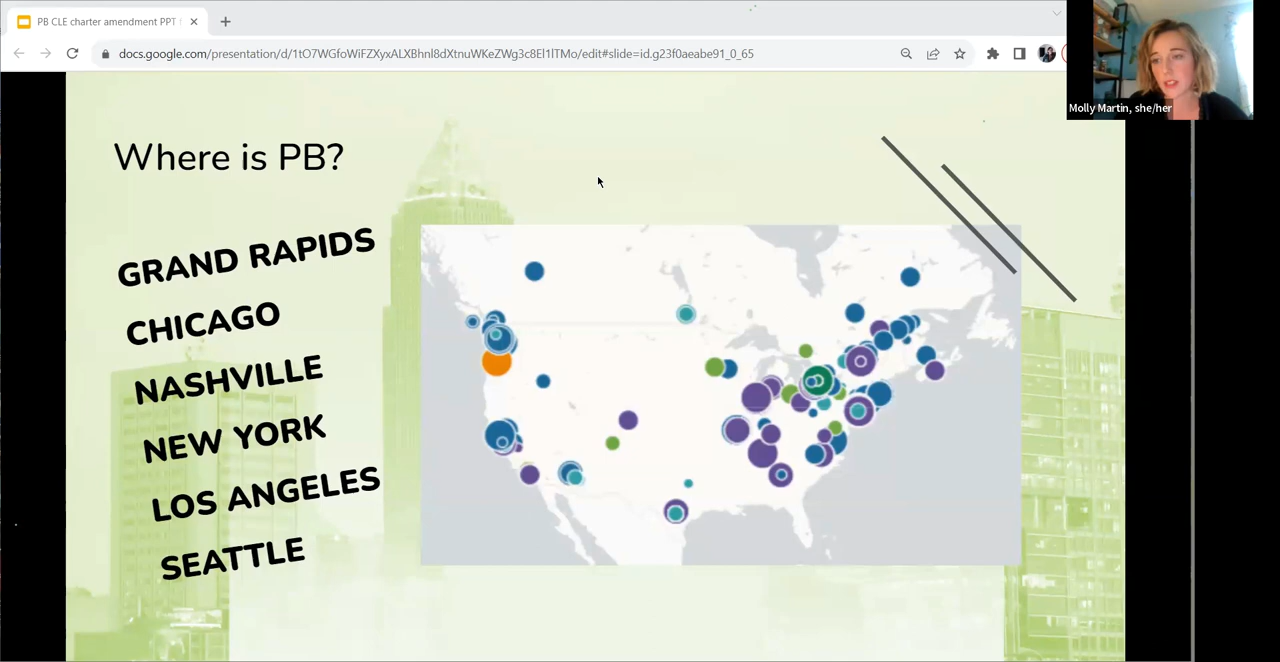 PB CLE charter amendment PPT
docs.google.com/presentation/d/1tO7WGfoWiFZXyxALXBhnl8dXtnuWKeZWg3c8El1lTMo/edit#slide=id.g23f0aeabe91_0_65
Molly Martin, she/her
Where is PB?
GRAND RAPIDS
CHICAGO
NASHVILLE
NEW YORK
LOS ANGELES
SEATTLE